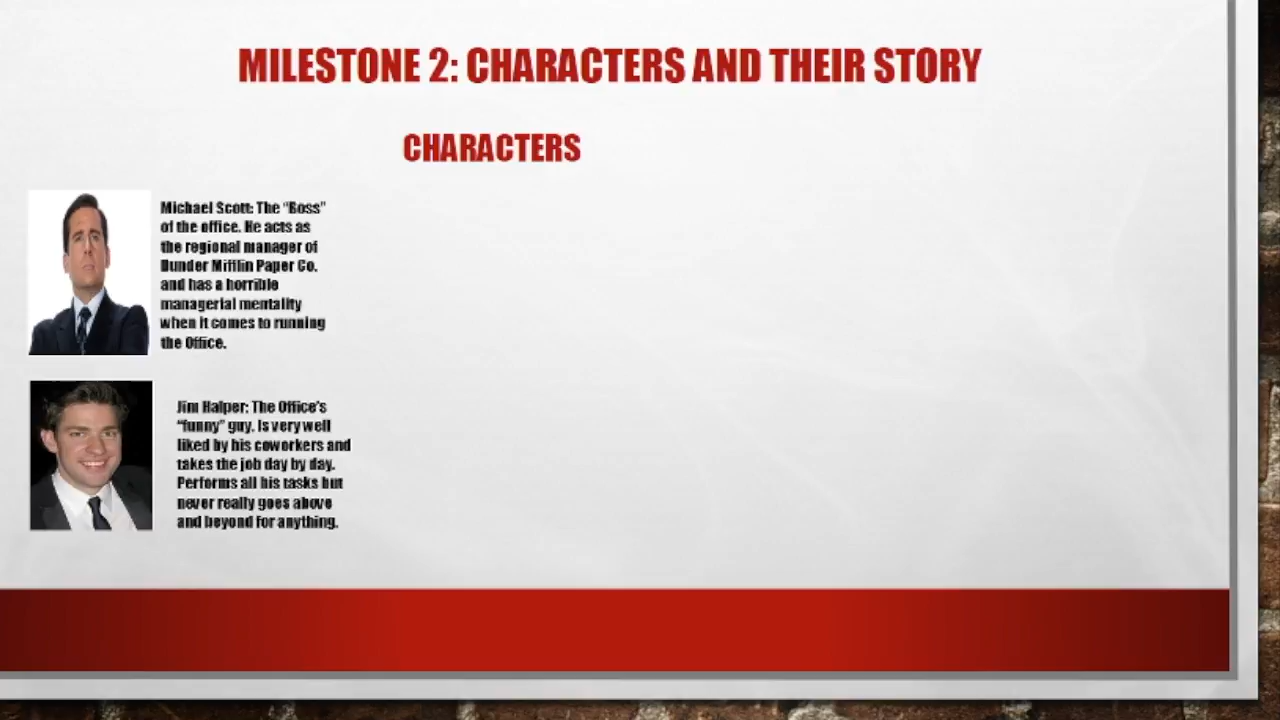 MILESTONE 2: CHARACTERS AND THEIR STORY
CHARACTERS
Michael Scott: The “Boss”
of the office. He acts as
the regional manager of
Dunder Mifflin Paper Co.
and has a horrible
managerial mentality
when it comes to running
the Office.
Jim Halper: The Office’s
“funny” guy. Is very well
liked by his coworkers and
takes the job day by day.
Performs all his tasks but
never really goes above
and beyond for anything.